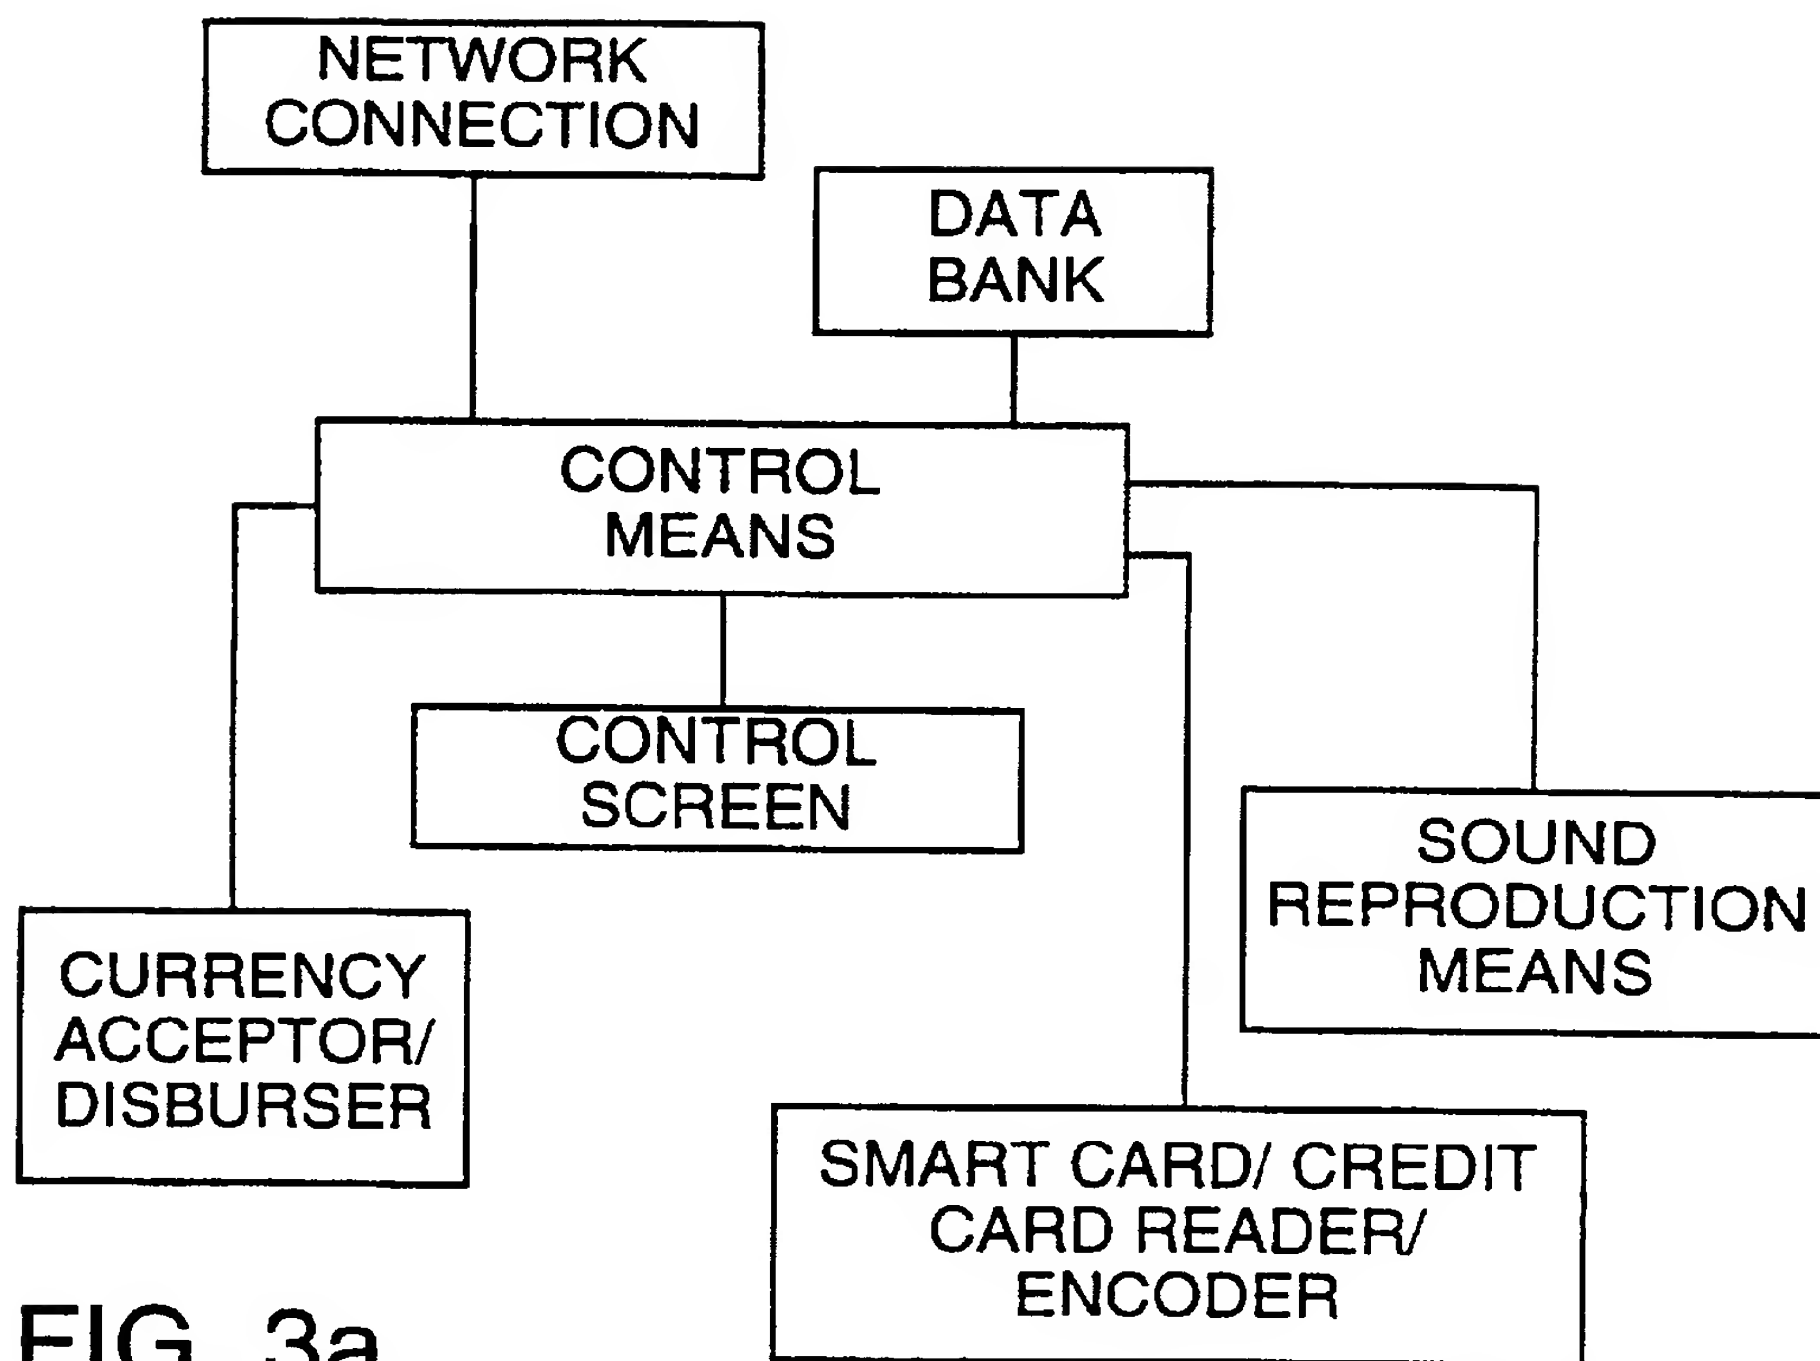 NETWORK
CONNECTION
DATA
BANK
CONTROL
MEANS
CONTROL
SCREEN
SOUND
REPRODUCTION
MEANS
CURRENCY
ACCEPTOR/
DISBURSER
SMART CARD/ CREDIT
CARD READER/
ENCODER
FIG. 3a